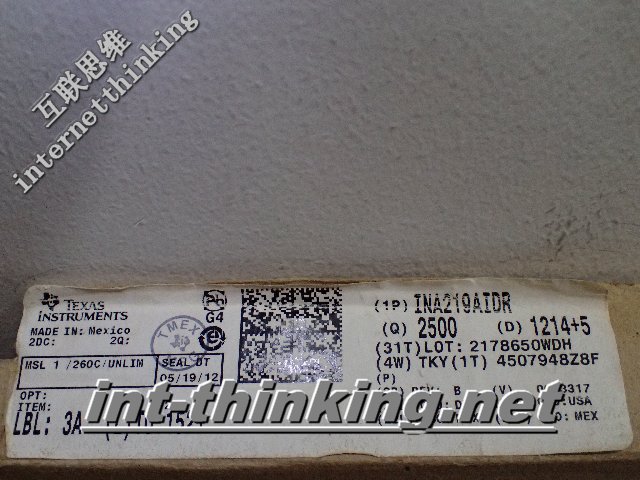 互联思维
internetthinking
TEXAS
INSTRUMENTS
MADE IN: Mexico
2DC: 2Q:
G4
TMEX
MSL 1 /260C/UNLIM
SEAL DT
05/19/12
OPT:
ITEM:
LBL: 3A
(1P) INA219AIDR
(Q) 2500 (D) 1214+5
(31T) LOT: 2178650WDH
(4W) TKY(1T) 4507948Z8F
(P)
REV: B (V) 0317
:USA
O: MEX
int-thinking.net